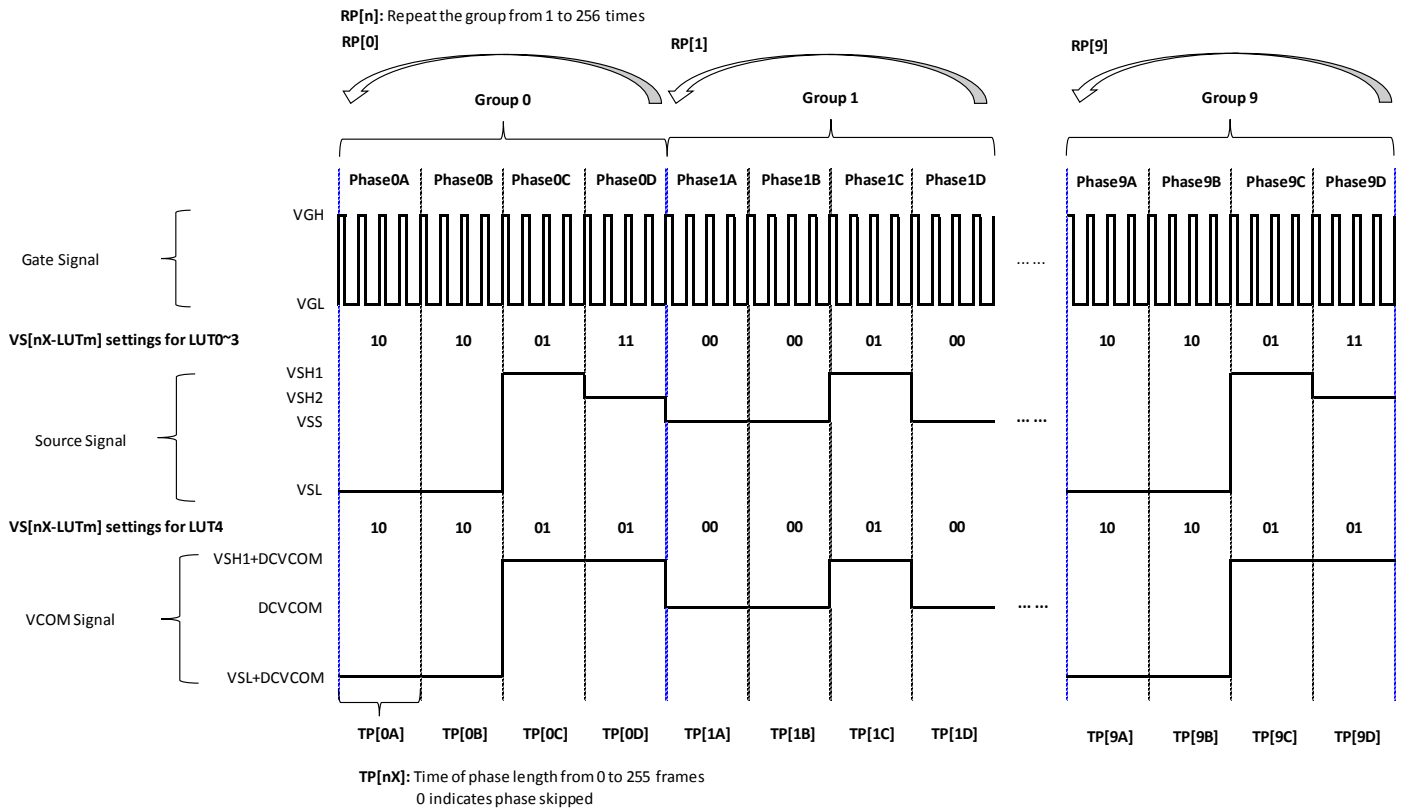 RP[n]: Repeat the group from 1 to 256 times
RP[0] RP[1] RP[9]
Group 0 Group 1 Group 9
Phase0A Phase0B Phase0C Phase0D Phase1A Phase1B Phase1C Phase1D Phase9A Phase9B Phase9C Phase9D
VGH
Gate Signal
... ...
VGL
VS[nX-LUTm] settings for LUT0~3 10 10 01 11 00 00 01 00 10 10 01 11
VSH1
VSH2
VSS ... ...
Source Signal
VSL
VS[nX-LUTm] settings for LUT4 10 10 01 01 00 00 01 00 10 10 01 01
VSH1+DCVCOM
DCVCOM ... ...
VCOM Signal
VSL+DCVCOM
TP[0A] TP[0B] TP[0C] TP[0D] TP[1A] TP[1B] TP[1C] TP[1D] TP[9A] TP[9B] TP[9C] TP[9D]
TP[nX]: Time of phase length from 0 to 255 frames
0 indicates phase skipped